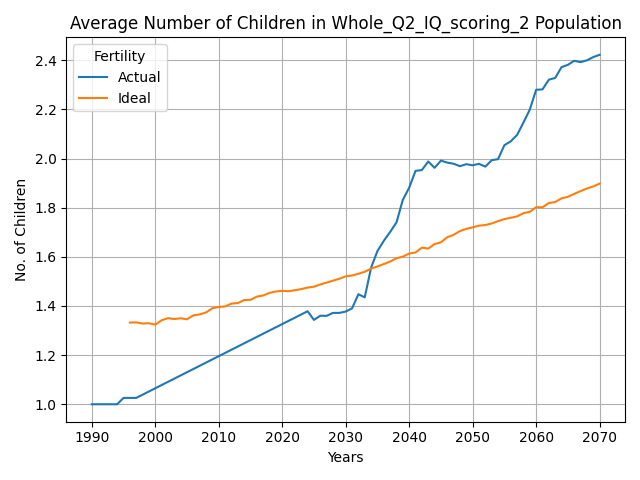 Average Number of Children in Whole_Q2_IQ_scoring_2 Population
Fertility
Actual
Ideal
No. of Children
2.4
2.2
2.0
1.8
1.6
1.4
1.2
1.0
1990 2000 2010 2020 2030 2040 2050 2060 2070
Years